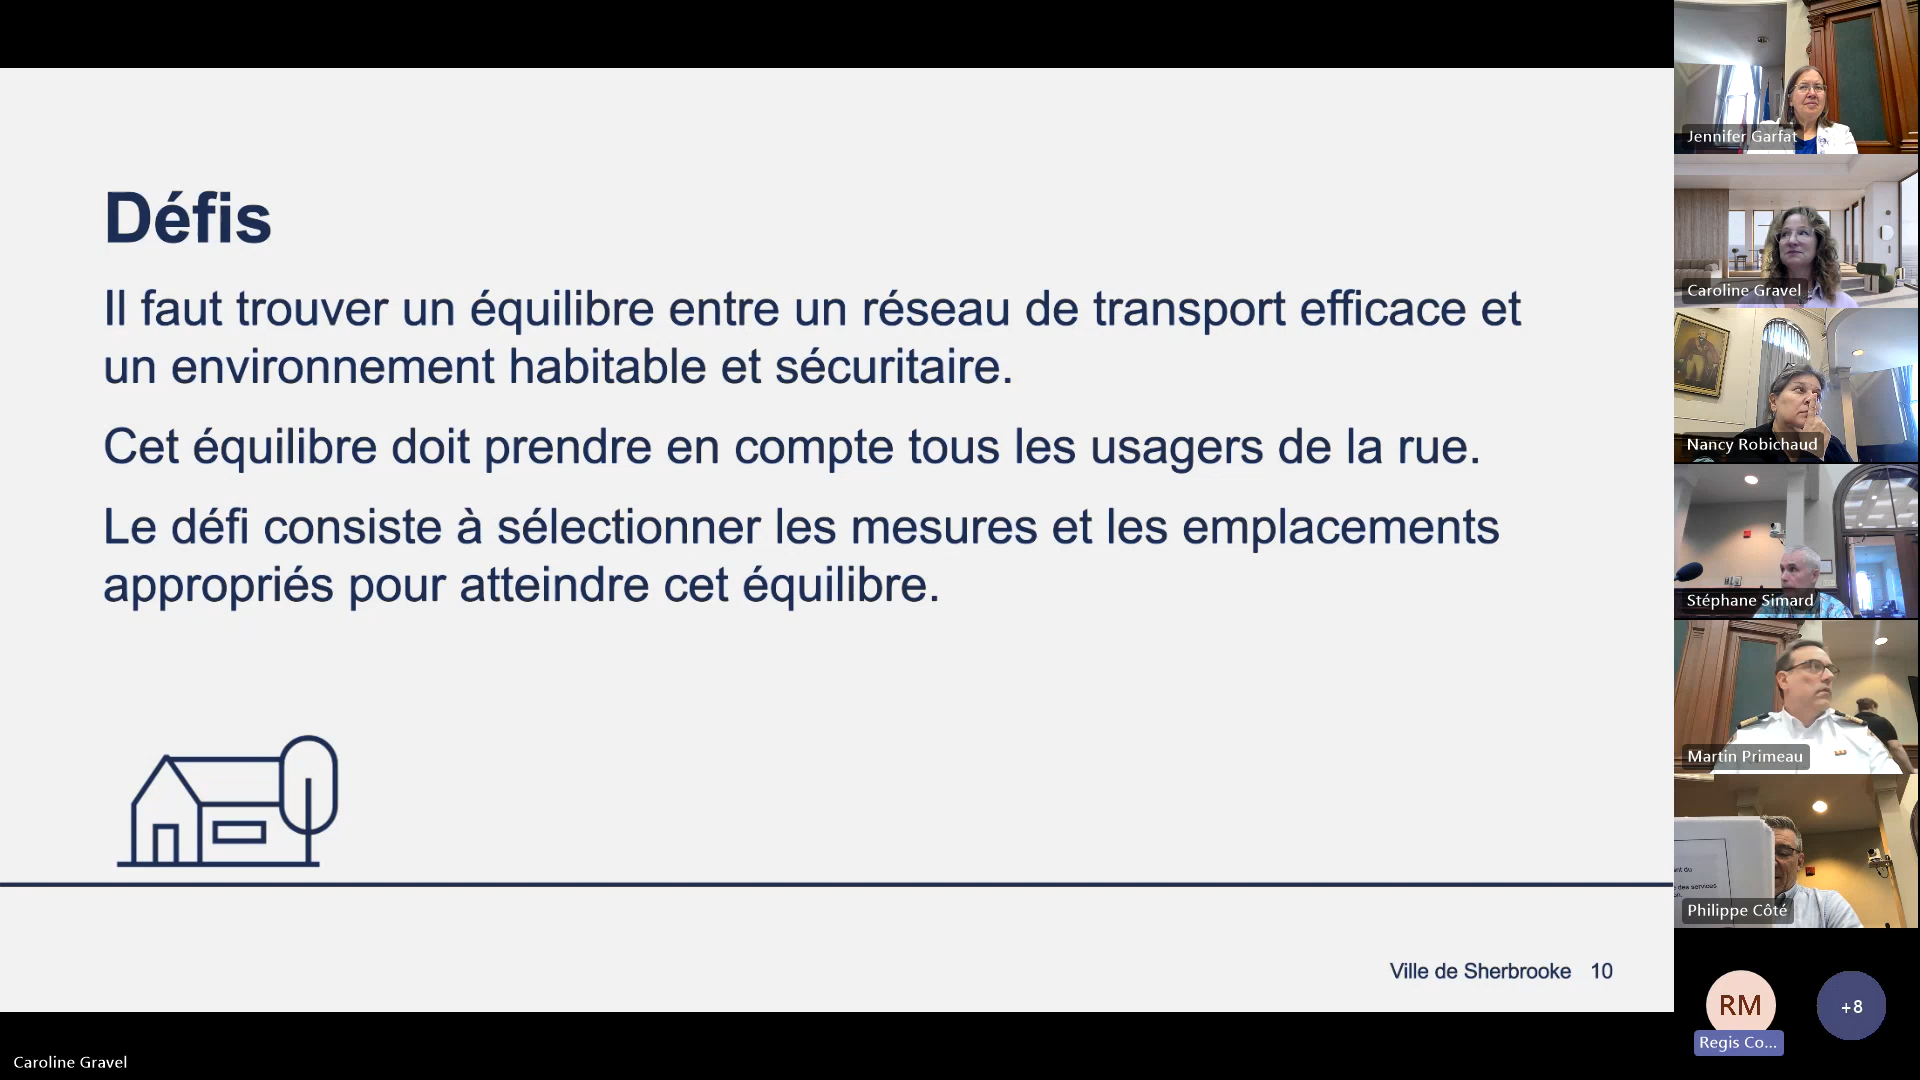 Défis
Il faut trouver un équilibre entre un réseau de transport efficace et
un environnement habitable et sécuritaire.
Cet équilibre doit prendre en compte tous les usagers de la rue.
Le défi consiste à sélectionner les mesures et les emplacements
appropriés pour atteindre cet équilibre.
Ville de Sherbrooke 10
Caroline Gravel
Jennifer Garfat
Caroline Gravel
Nancy Robichaud
Stéphane Simard
Martin Primeau
des services
Philippe Côté
RM
Regis Co...
+8